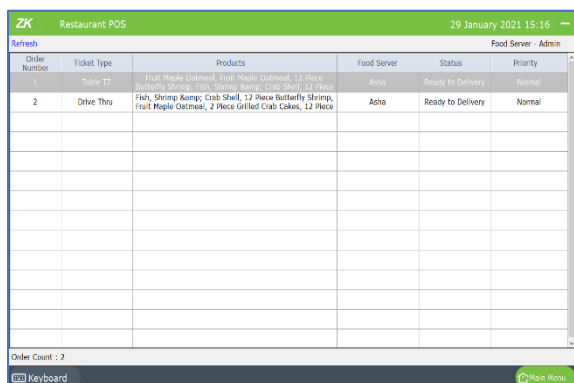 ZK Restaurant POS 29 January 2021 15:16
Refresh Food Server - Admin
Order Number Ticket Type Products Food Server Status Priority
1 Table T7 Fruit Maple Oatmeal, Fruit Maple Oatmeal, 12 Piece Asha Ready to Delivery Normal
Butterfly Shrimp, Fish, Shrimp &amp; Crab Shell, 12 Piece
2 Drive Thru Fish, Shrimp &amp; Crab Shell, 12 Piece Butterfly Shrimp, Asha Ready to Delivery Normal
Fruit Maple Oatmeal, 2 Piece Grilled Crab Cakes, 12 Piece
Order Count : 2
Keyboard Main Menu